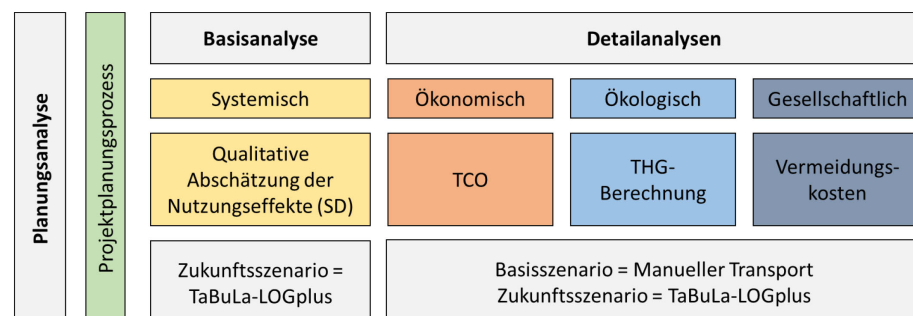 Planungsanalyse
Projektplanungsprozess
Basisanalyse
Detailanalysen
Systemisch
Ökonomisch
Ökologisch
Gesellschaftlich
Qualitative
Abschätzung der
Nutzungseffekte (SD)
TCO
THG-
Berechnung
Vermeidungs-
kosten
Zukunftsszenario =
TaBuLa-LOGplus
Basisszenario = Manueller Transport
Zukunftsszenario = TaBuLa-LOGplus